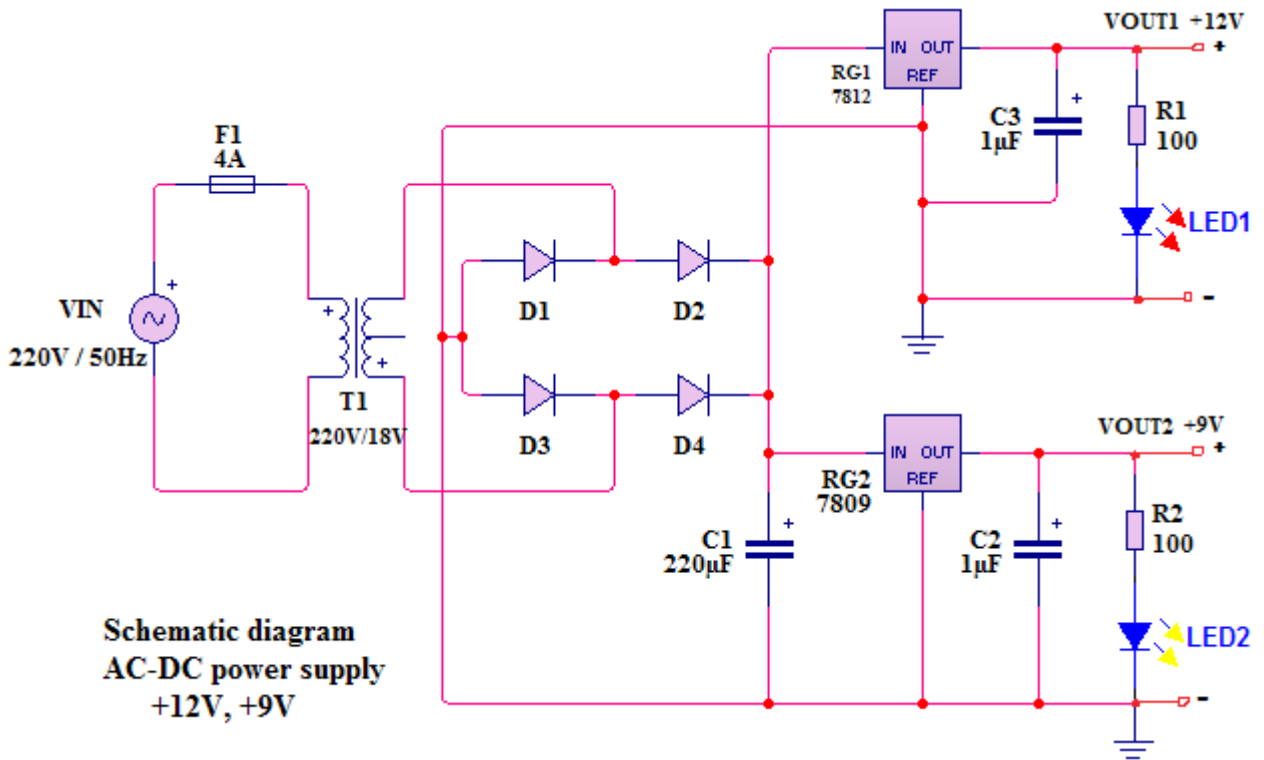 VOUT1 +12V
+
IN OUT
REF
RG1
7812
C3
1µF
+
R1
100
LED1
-
F1
4A
VIN
220V / 50Hz
+
+
+
T1
220V/18V
D1
D2
D3
D4
VOUT2 +9V
+
IN OUT
REF
RG2
7809
C1
220µF
+
C2
1µF
+
R2
100
LED2
-
Schematic diagram
AC-DC power supply
+12V, +9V